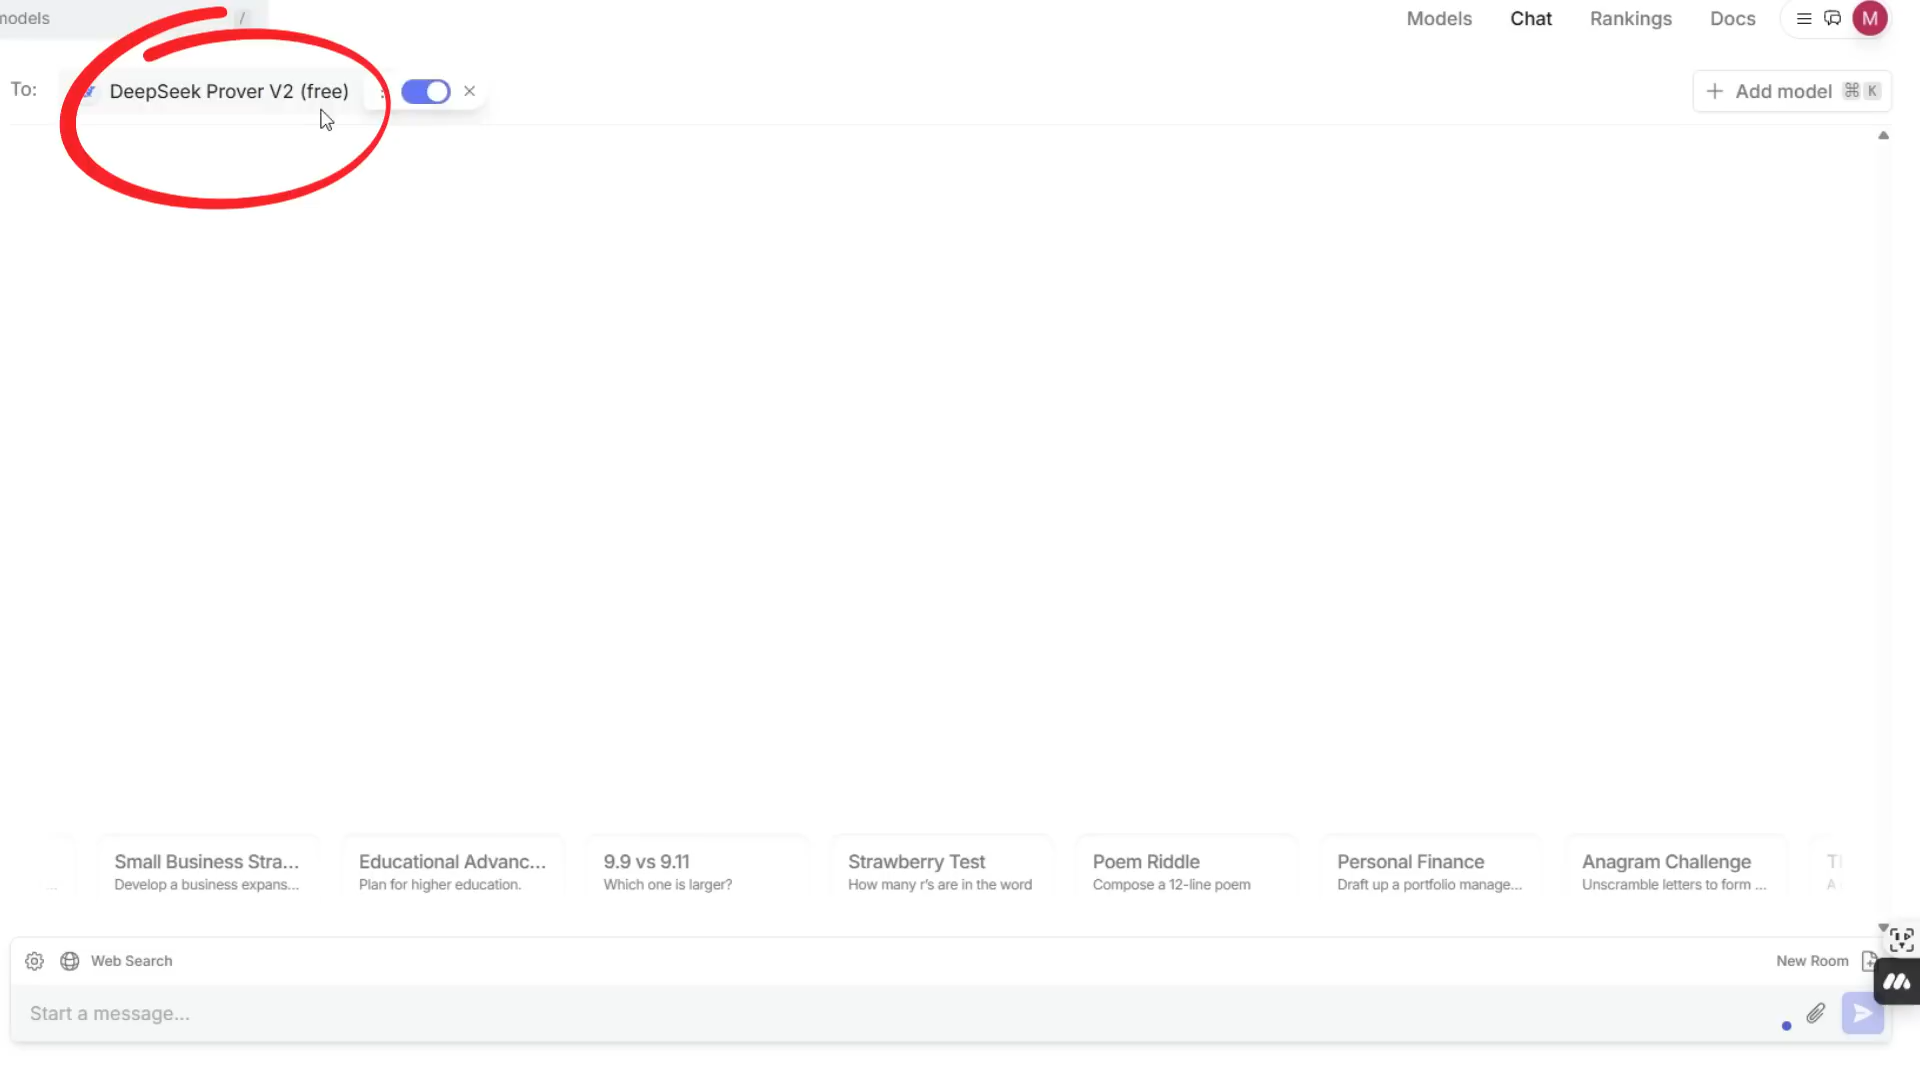 models /
Models Chat Rankings Docs M
To: DeepSeek Prover V2 (free)
Add model ⌘ K
Small Business Stra...
Develop a business expans...
Educational Advanc...
Plan for higher education.
9.9 vs 9.11
Which one is larger?
Strawberry Test
How many r's are in the word
Poem Riddle
Compose a 12-line poem
Personal Finance
Draft up a portfolio manage...
Anagram Challenge
Unscramble letters to form ...
A
Web Search
New Room
Start a message...